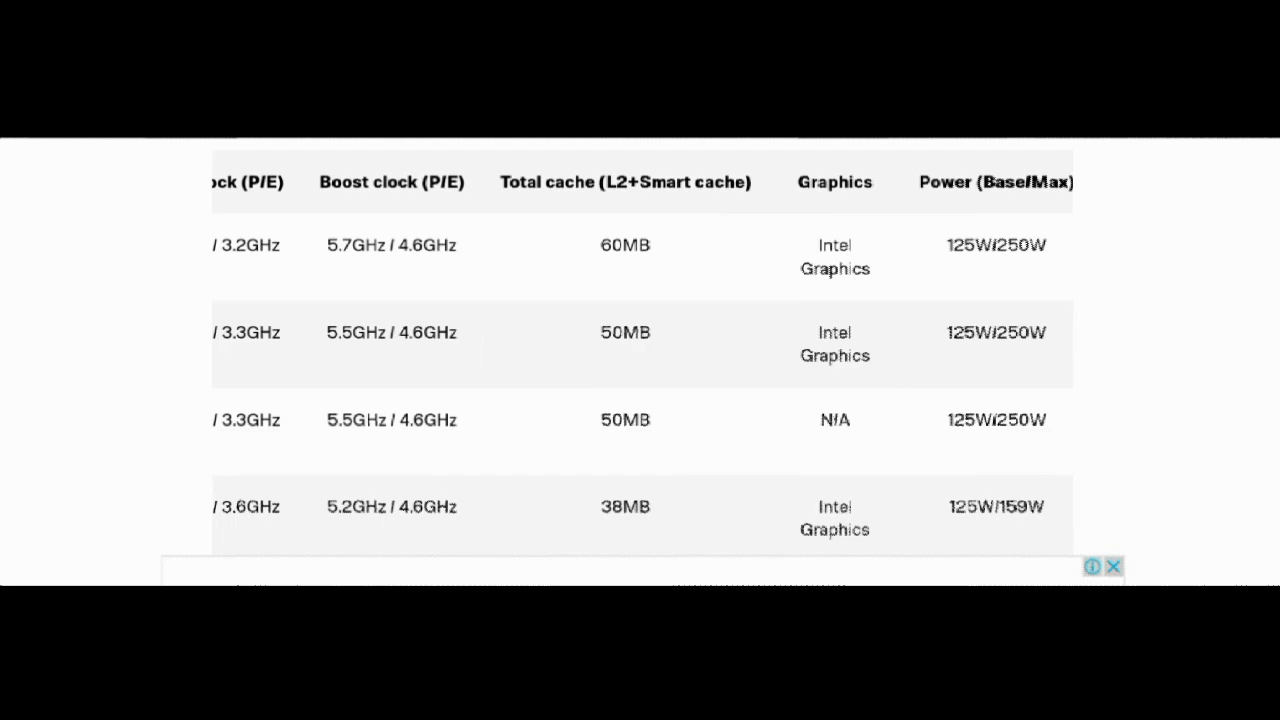 ock (P/E) Boost clock (P/E) Total cache (L2+Smart cache) Graphics Power (Base/Max)
/ 3.2GHz 5.7GHz / 4.6GHz 60MB Intel 125W/250W
Graphics
/ 3.3GHz 5.5GHz / 4.6GHz 50MB Intel 125W/250W
Graphics
/ 3.3GHz 5.5GHz / 4.6GHz 50MB N/A 125W/250W
/ 3.6GHz 5.2GHz / 4.6GHz 38MB Intel 125W/159W
Graphics